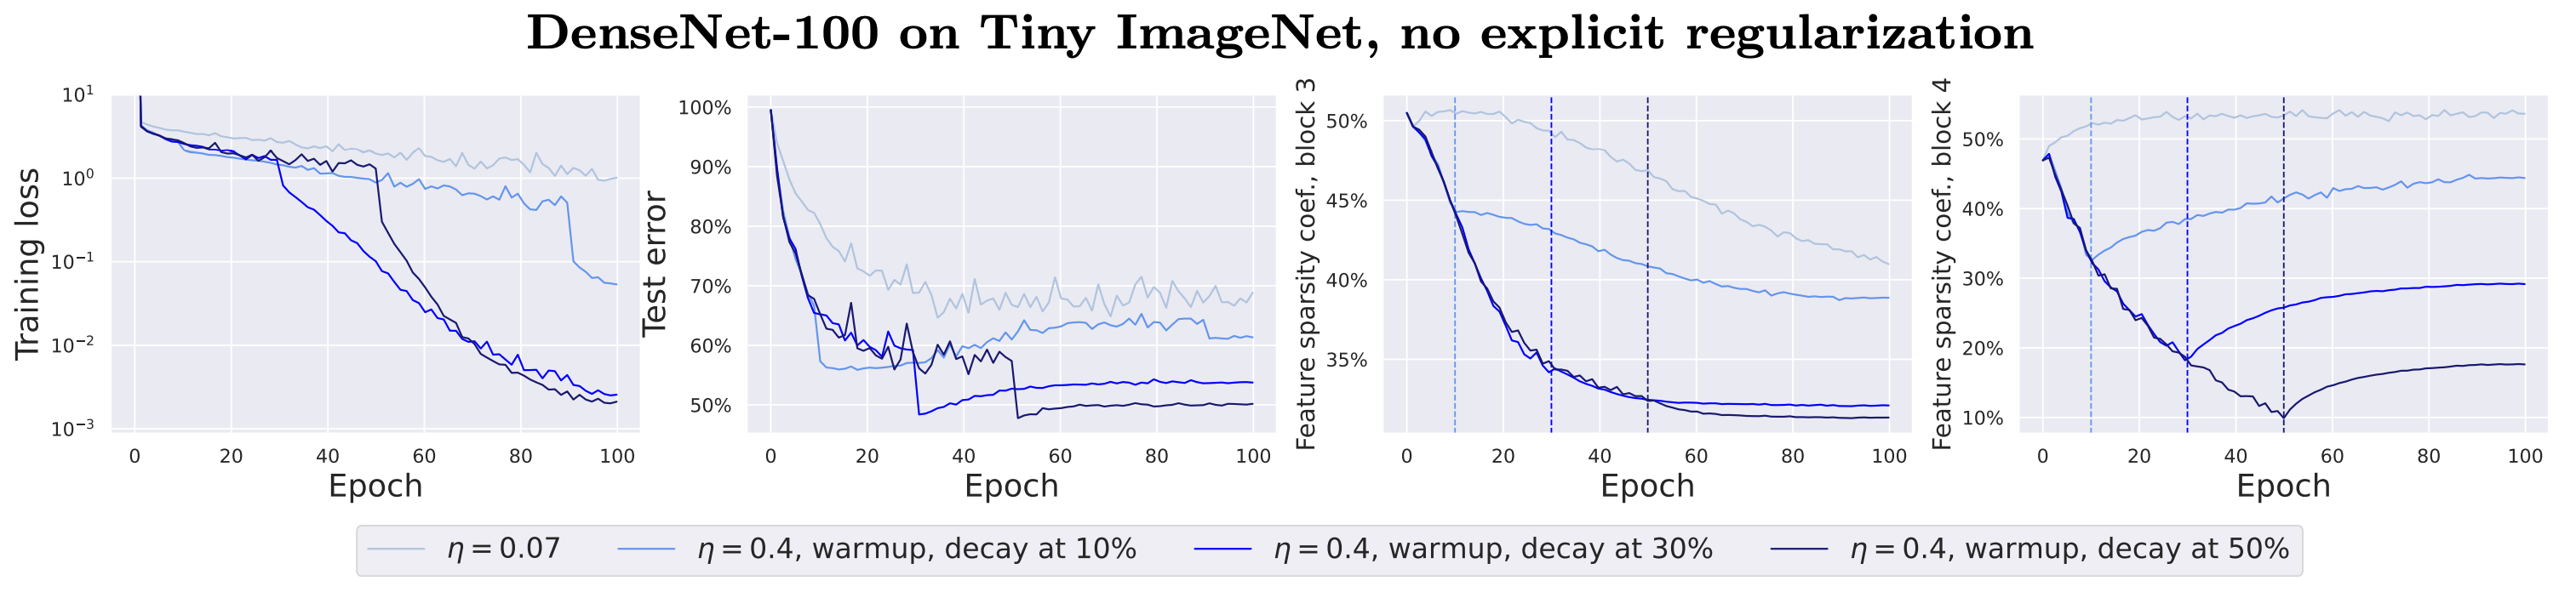 DenseNet-100 on Tiny ImageNet, no explicit regularization
Training loss
10¹
10⁰
10⁻¹
10⁻²
10⁻³
0 20 40 60 80 100
Epoch
Test error
100%
90%
80%
70%
60%
50%
0 20 40 60 80 100
Epoch
Feature sparsity coef., block 3
50%
45%
40%
35%
0 20 40 60 80 100
Epoch
Feature sparsity coef., block 4
50%
40%
30%
20%
10%
0 20 40 60 80 100
Epoch
η = 0.07
η = 0.4, warmup, decay at 10%
η = 0.4, warmup, decay at 30%
η = 0.4, warmup, decay at 50%